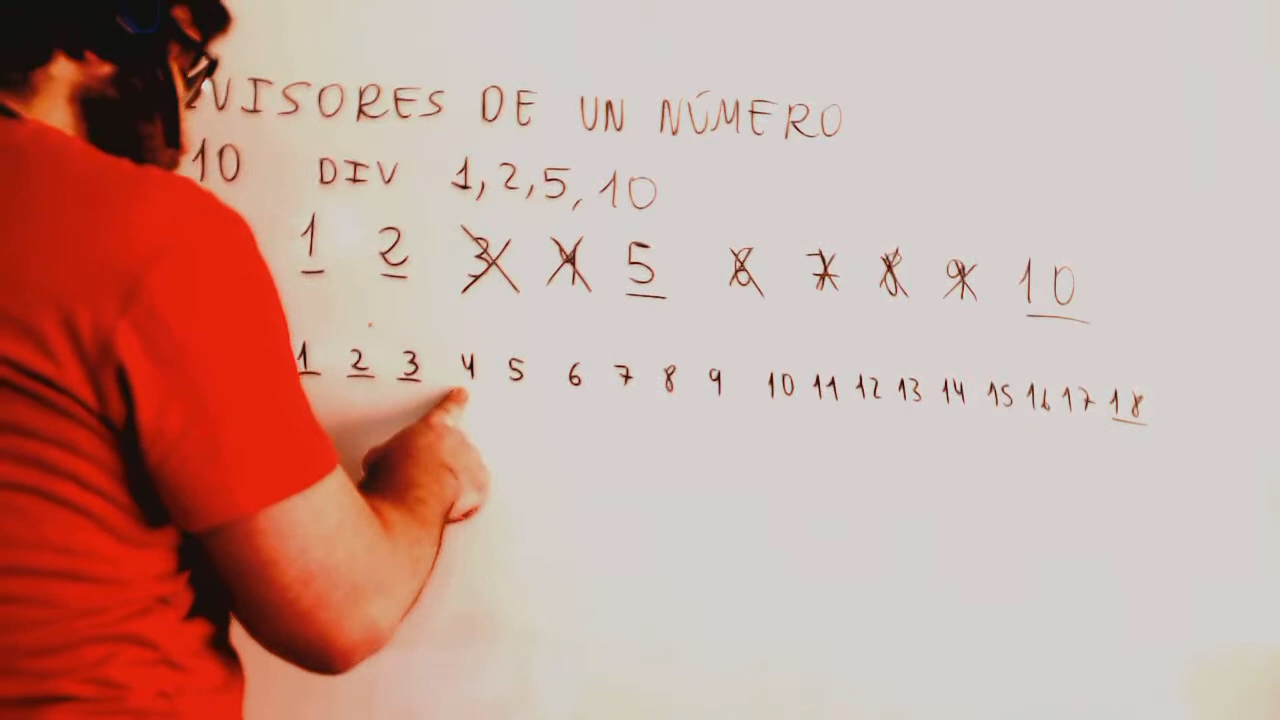 VISORES DE UN NÚMERO
10 DIV 1, 2, 5, 10
1 2 3 4 5 6 7 8 9 10
1 2 3 4 5 6 7 8 9 10 11 12 13 14 15 16 17 18